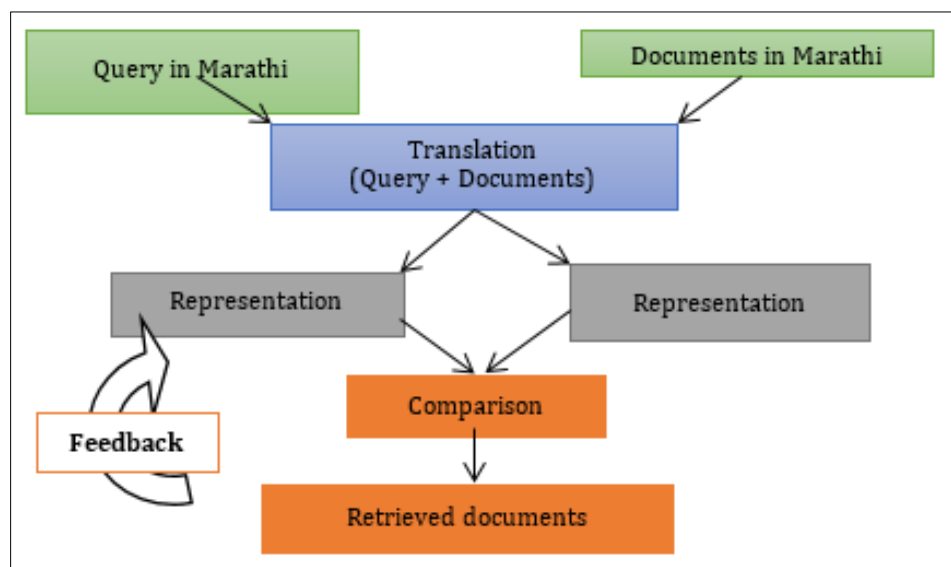 Query in Marathi
Documents in Marathi
Translation
(Query + Documents)
Representation
Representation
Comparison
Feedback
Retrieved documents